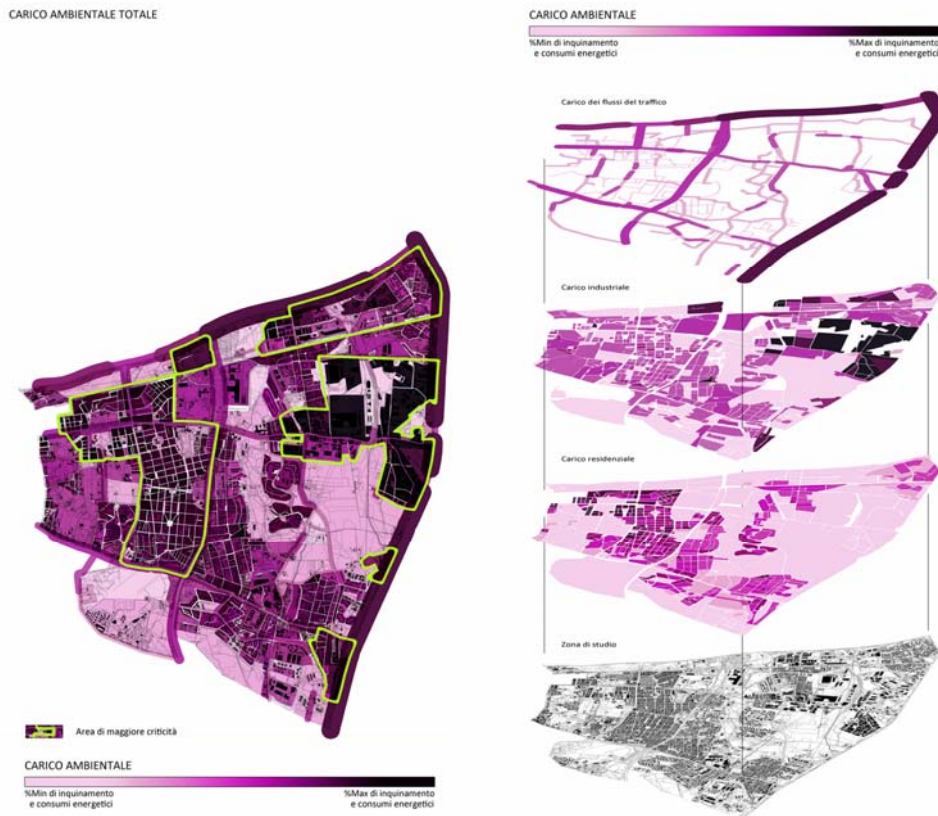 CARICO AMBIENTALE TOTALE
Area di maggiore criticità
CARICO AMBIENTALE
%Min di inquinamento
e consumi energetici
%Max di inquinamento
e consumi energetici
CARICO AMBIENTALE
%Min di inquinamento
e consumi energetici
%Max di inquinamento
e consumi energetici
Carico dei flussi del traffico
Carico industriale
Carico residenziale
Zona di studio